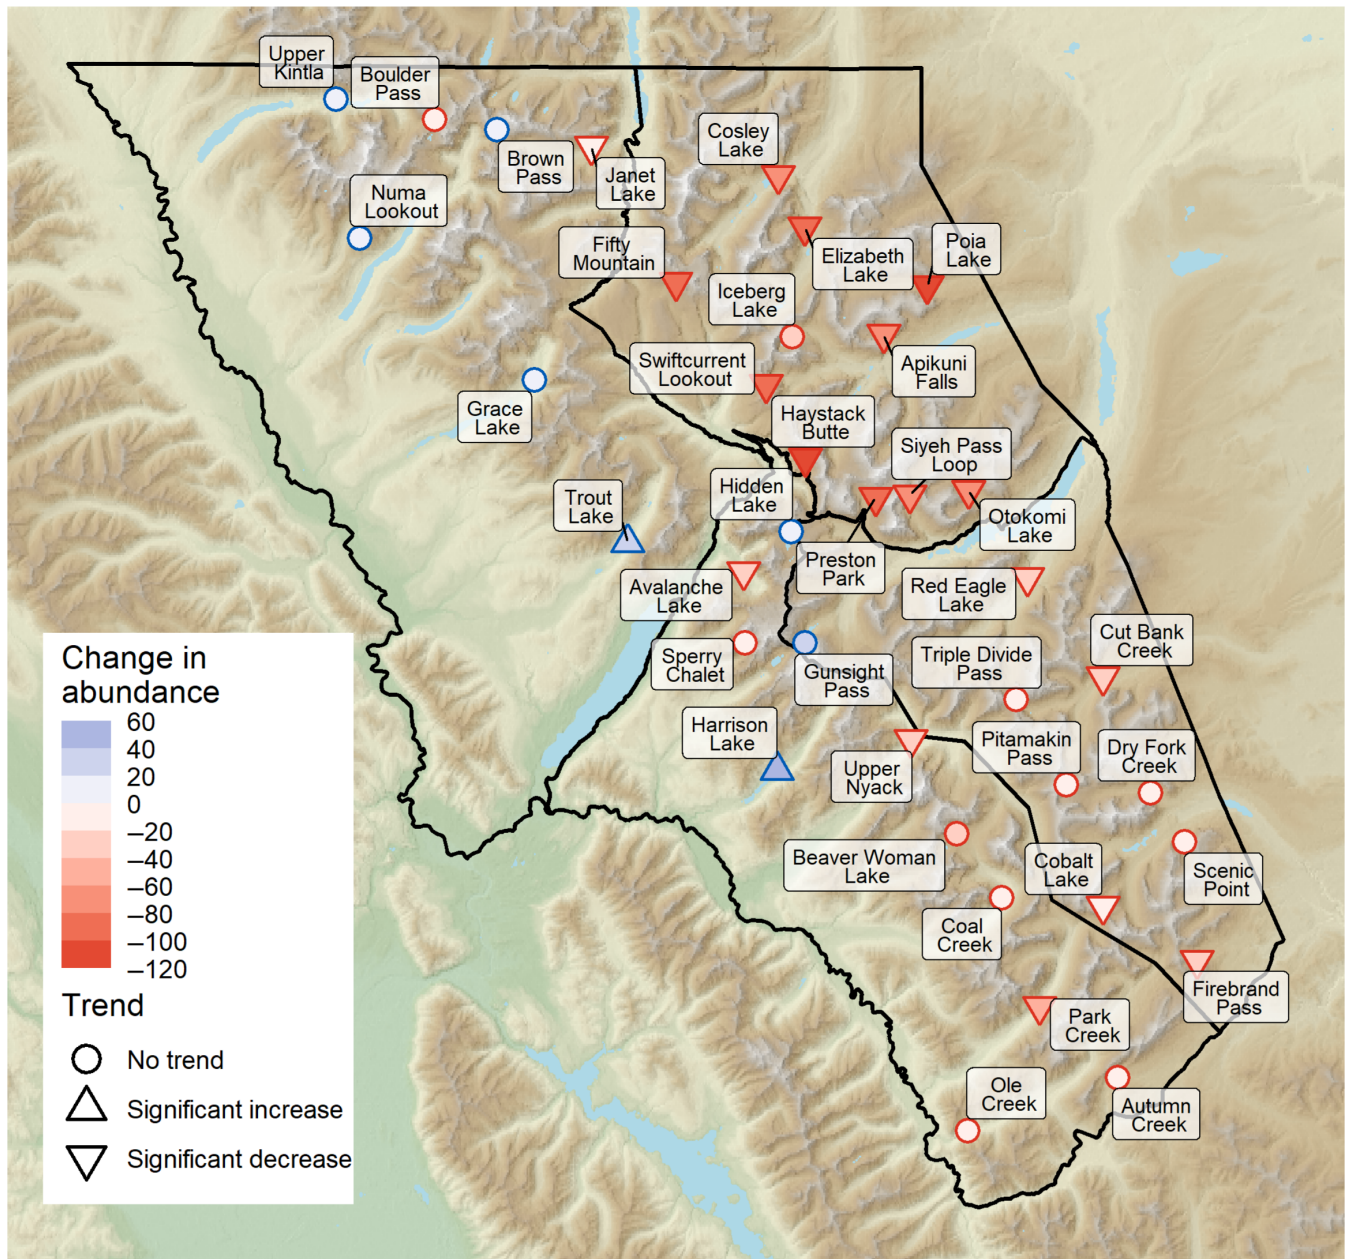 Upper
Kintla
Boulder
Pass
Brown
Pass
Janet
Lake
Cosley
Lake
Numa
Lookout
Fifty
Mountain
Elizabeth
Lake
Poia
Lake
Iceberg
Lake
Swiftcurrent
Lookout
Apikuni
Falls
Grace
Lake
Haystack
Butte
Siyeh Pass
Loop
Trout
Lake
Hidden
Lake
Otokomi
Lake
Preston
Park
Avalanche
Lake
Red Eagle
Lake
Sperry
Chalet
Gunsight
Pass
Triple Divide
Pass
Cut Bank
Creek
Harrison
Lake
Upper
Nyack
Pitamakin
Pass
Dry Fork
Creek
Beaver Woman
Lake
Cobalt
Lake
Scenic
Point
Coal
Creek
Firebrand
Pass
Park
Creek
Ole
Creek
Autumn
Creek
Change in
abundance
60
40
20
0
−20
−40
−60
−80
−100
−120
Trend
No trend
Significant increase
Significant decrease